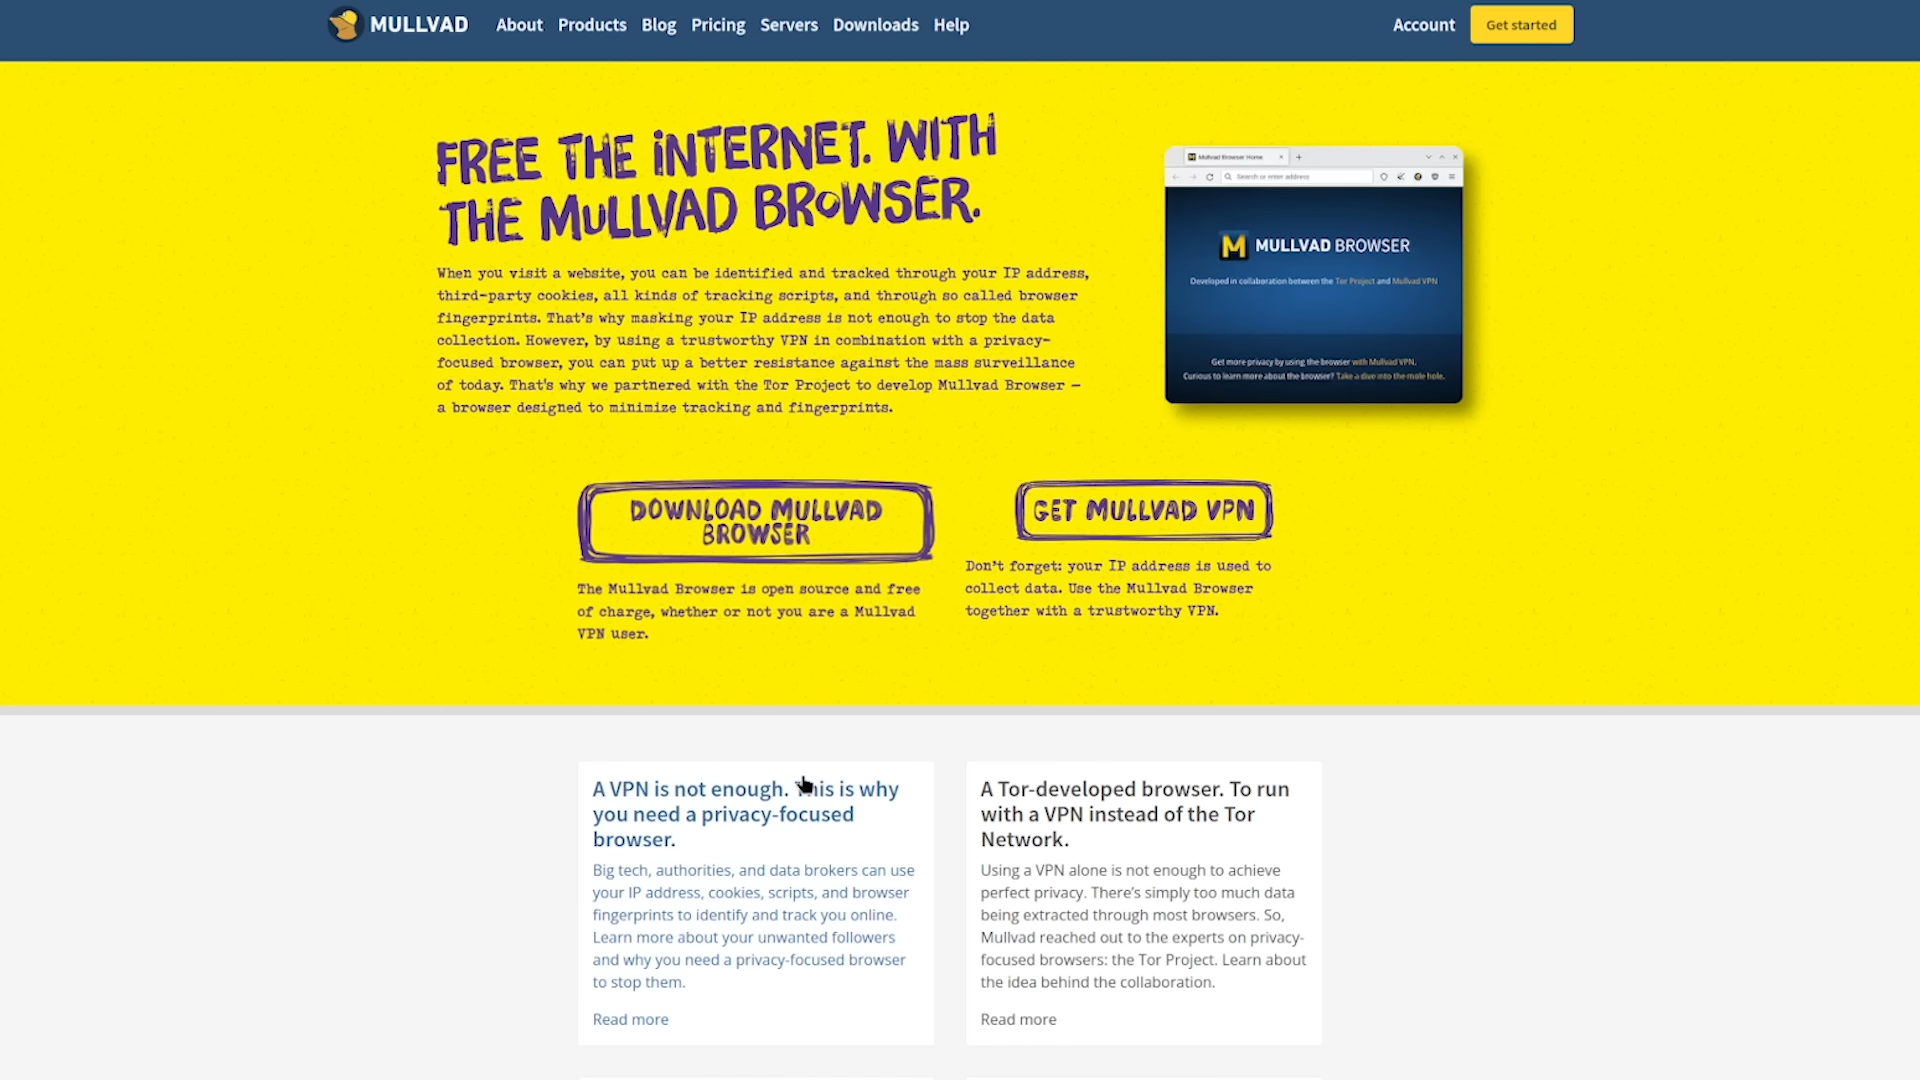 MULLVAD
About Products Blog Pricing Servers Downloads Help
Account
Get started
FREE THE INTERNET. WITH
THE MULLVAD BROWSER.
When you visit a website, you can be identified and tracked through your IP address,
third-party cookies, all kinds of tracking scripts, and through so called browser
fingerprints. That's why masking your IP address is not enough to stop the data
collection. However, by using a trustworthy VPN in combination with a privacy-
focused browser, you can put up a better resistance against the mass surveillance
of today. That's why we partnered with the Tor Project to develop Mullvad Browser –
a browser designed to minimize tracking and fingerprints.
Mullvad Browser Home
Search or enter address
MULLVAD BROWSER
Developed in collaboration between the Tor Project and Mullvad VPN
Get more privacy by using the browser with Mullvad VPN.
Curious to learn more about the browser? Take a dive into the mole hole.
DOWNLOAD MULLVAD
BROWSER
The Mullvad Browser is open source and free
of charge, whether or not you are a Mullvad
VPN user.
GET MULLVAD VPN
Don't forget: your IP address is used to
collect data. Use the Mullvad Browser
together with a trustworthy VPN.
A VPN is not enough. This is why
you need a privacy-focused
browser.
Big tech, authorities, and data brokers can use
your IP address, cookies, scripts, and browser
fingerprints to identify and track you online.
Learn more about your unwanted followers
and why you need a privacy-focused browser
to stop them.
Read more
A Tor-developed browser. To run
with a VPN instead of the Tor
Network.
Using a VPN alone is not enough to achieve
perfect privacy. There's simply too much data
being extracted through most browsers. So,
Mullvad reached out to the experts on privacy-
focused browsers: the Tor Project. Learn about
the idea behind the collaboration.
Read more